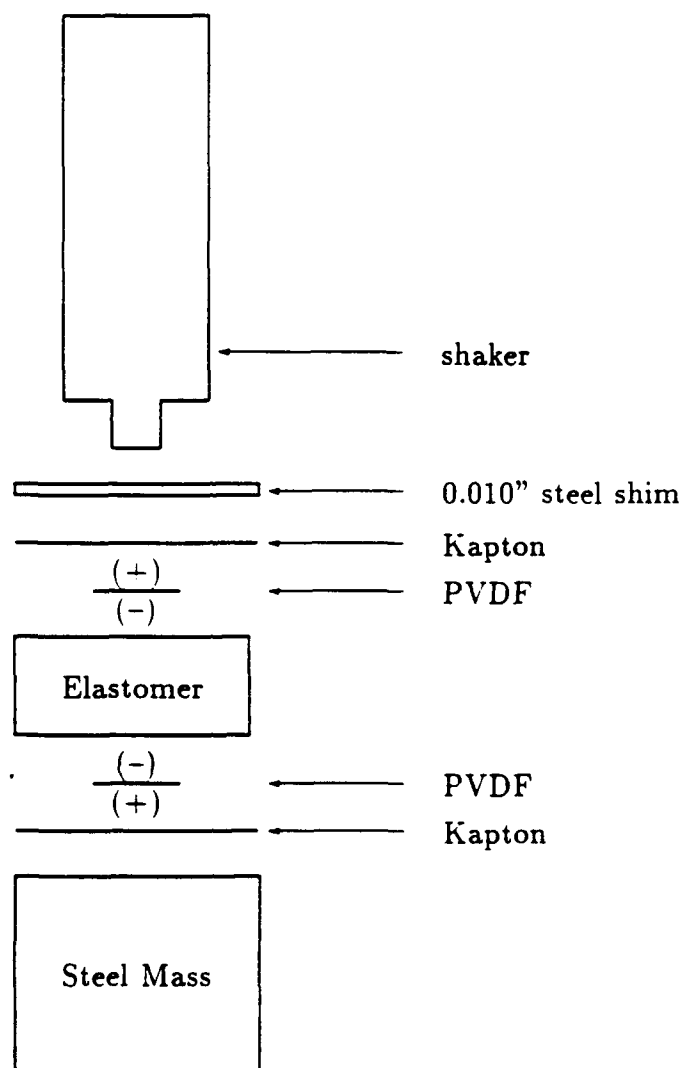 shaker
0.010" steel shim
Kapton
(+)
PVDF
(-)
Elastomer
(-)
PVDF
(+)
Kapton
Steel Mass